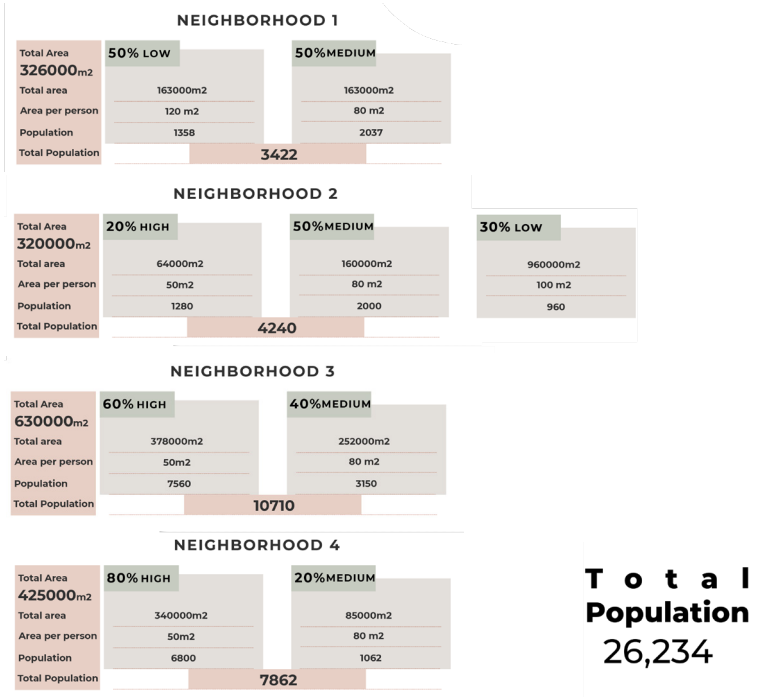 NEIGHBORHOOD 1
Total Area
326000m2
50% LOW
50%MEDIUM
Total area 163000m2 163000m2
Area per person 120 m2 80 m2
Population 1358 2037
Total Population 3422
NEIGHBORHOOD 2
Total Area
320000m2
20% HIGH
50%MEDIUM
30% LOW
Total area 64000m2 160000m2 960000m2
Area per person 50m2 80 m2 100 m2
Population 1280 2000 960
Total Population 4240
NEIGHBORHOOD 3
Total Area
630000m2
60% HIGH
40%MEDIUM
Total area 378000m2 252000m2
Area per person 50m2 80 m2
Population 7560 3150
Total Population 10710
NEIGHBORHOOD 4
Total Area
425000m2
80% HIGH
20%MEDIUM
Total area 340000m2 85000m2
Area per person 50m2 80 m2
Population 6800 1062
Total Population 7862
Total
Population
26,234